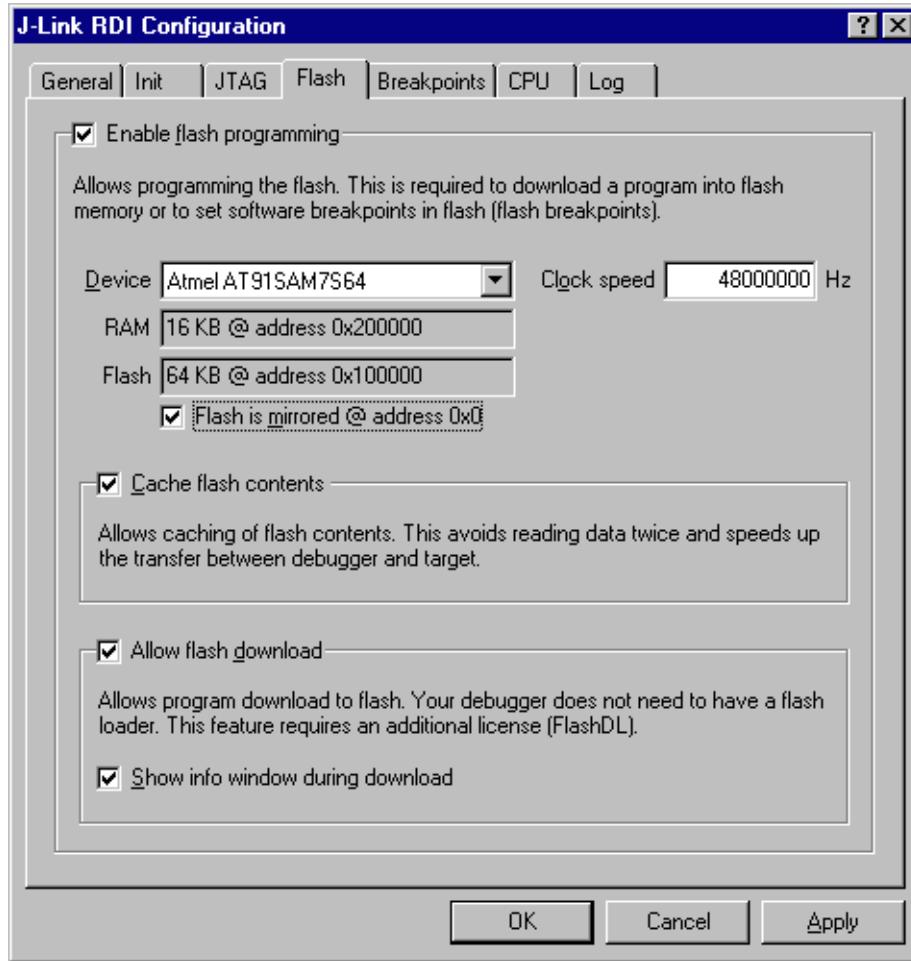 J-Link RDI Configuration
General Init JTAG Flash Breakpoints CPU Log
Enable flash programming
Allows programming the flash. This is required to download a program into flash
memory or to set software breakpoints in flash (flash breakpoints).
Device Atmel AT91SAM7S64 Clock speed 48000000 Hz
RAM 16 KB @ address 0x200000
Flash 64 KB @ address 0x100000
Flash is mirrored @ address 0x0
Cache flash contents
Allows caching of flash contents. This avoids reading data twice and speeds up
the transfer between debugger and target.
Allow flash download
Allows program download to flash. Your debugger does not need to have a flash
loader. This feature requires an additional license (FlashDL).
Show info window during download
OK Cancel Apply